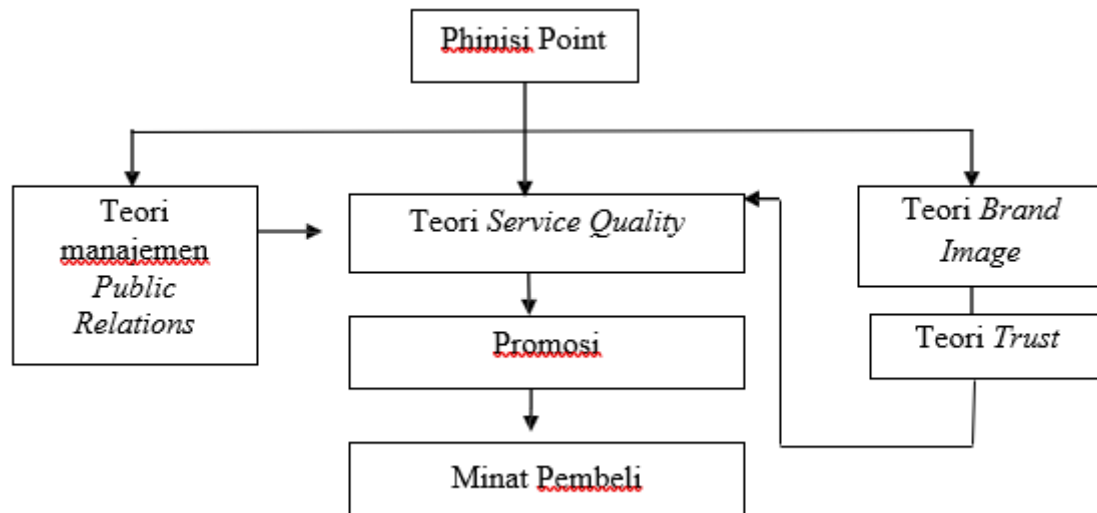 Phinisi Point
Teori
manajemen
Public
Relations
Teori Service Quality
Teori Brand
Image
Promosi
Teori Trust
Minat Pembeli